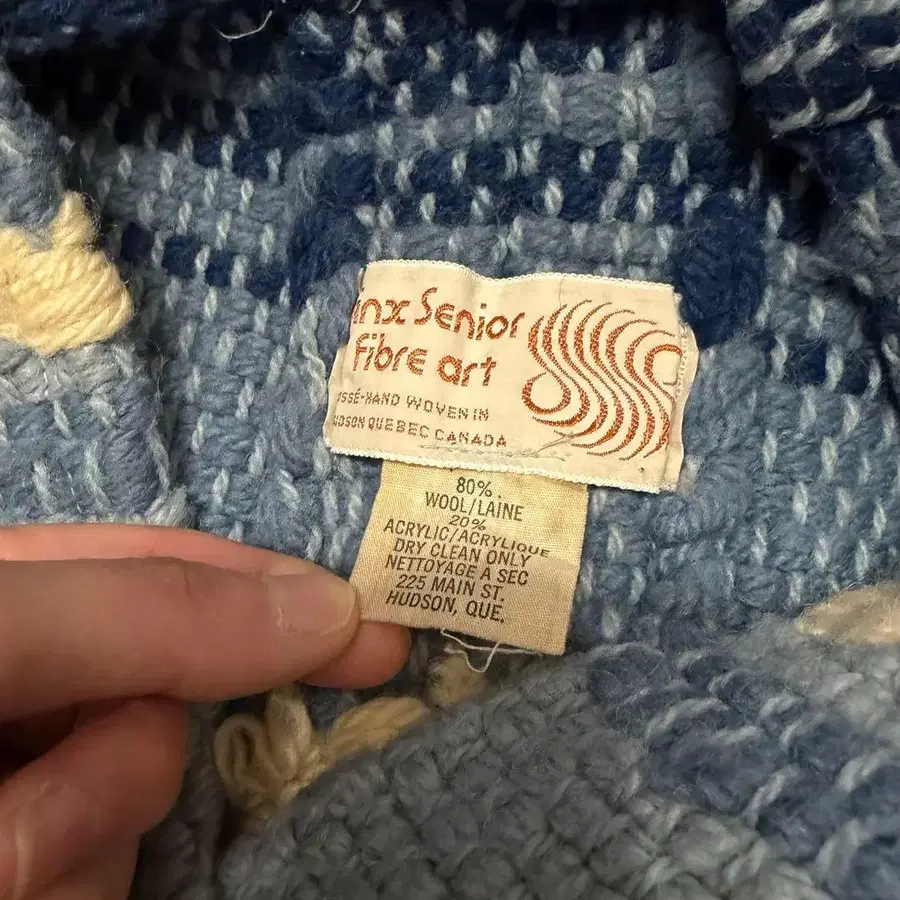 inx Senior
Fibre art
SSÉ-HAND WOVEN IN
DSON QUEBEC CANADA
80%
WOOL/LAINE
20%
ACRYLIC/ACRYLIQUE
DRY CLEAN ONLY
NETTOYAGE A SEC
225 MAIN ST.
HUDSON, QUE.